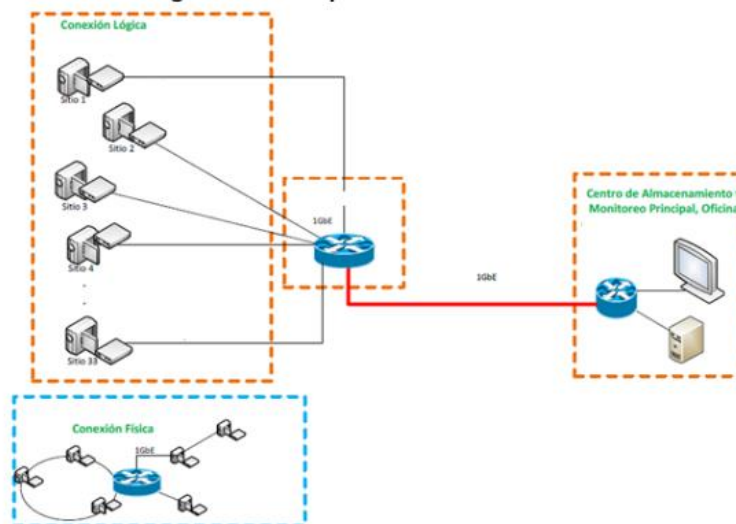 Conexión Lógica
Sitio 1
Sitio 2
Sitio 3
Sitio 4
.
.
Sitio 33
1GbE
1GbE
Centro de Almacenamiento
Monitoreo Principal, Oficina
Conexión Física
1GbE